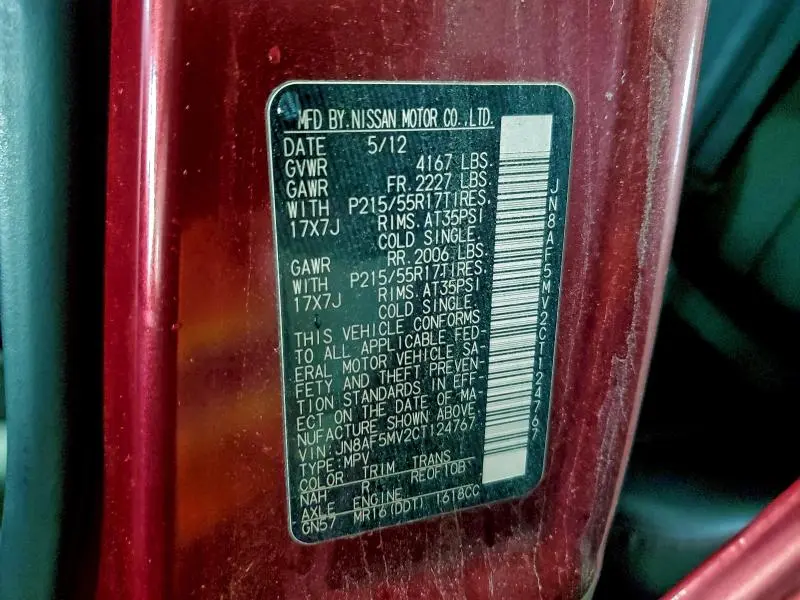 MFD BY.NISSAN MOTOR CO.,LTD.
DATE 5/12
GVWR 4167 LBS.
GAWR FR. 2227 LBS.
WITH P215/55R17TIRES.
17X7J RIMS. AT35PSI
COLD SINGLE.
GAWR RR. 2006 LBS
WITH P215/55R17TIRES.
17X7J RIMS. AT35PSI
COLD SINGLE.
THIS VEHICLE CONFORMS
TO ALL APPLICABLE FED-
ERAL MOTOR VEHICLE SA-
FETY AND THEFT PREVEN-
TION STANDARDS IN EFF-
ECT ON THE DATE OF MA-
NUFACTURE SHOWN ABOVE.
VIN:JN8AF5MV2CT124767
TYPE:MPV
COLOR TRIM TRANS
NAH R REOF10B
AXLE ENGINE
GN57 MR16(DDT) 1618CC
JN8AF5MV2CT124767